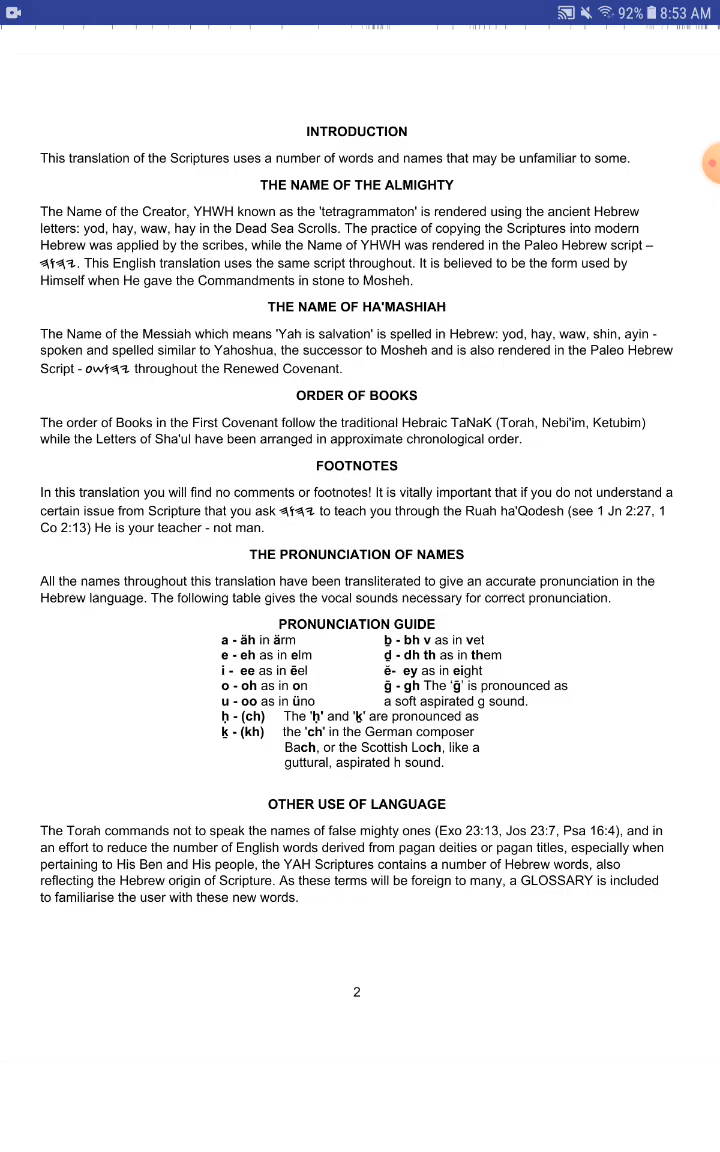 92% 8:53 AM
INTRODUCTION
This translation of the Scriptures uses a number of words and names that may be unfamiliar to some.
THE NAME OF THE ALMIGHTY
The Name of the Creator, YHWH known as the 'tetragrammaton' is rendered using the ancient Hebrew
letters: yod, hay, waw, hay in the Dead Sea Scrolls. The practice of copying the Scriptures into modern
Hebrew was applied by the scribes, while the Name of YHWH was rendered in the Paleo Hebrew script –
𐤉𐤄𐤅𐤄. This English translation uses the same script throughout. It is believed to be the form used by
Himself when He gave the Commandments in stone to Mosheh.
THE NAME OF HA'MASHIAH
The Name of the Messiah which means 'Yah is salvation' is spelled in Hebrew: yod, hay, waw, shin, ayin -
spoken and spelled similar to Yahoshua, the successor to Mosheh and is also rendered in the Paleo Hebrew
Script - 𐤉𐤄𐤅𐤔𐤏 throughout the Renewed Covenant.
ORDER OF BOOKS
The order of Books in the First Covenant follow the traditional Hebraic TaNaK (Torah, Nebi'im, Ketubim)
while the Letters of Sha'ul have been arranged in approximate chronological order.
FOOTNOTES
In this translation you will find no comments or footnotes! It is vitally important that if you do not understand a
certain issue from Scripture that you ask 𐤉𐤄𐤅𐤄 to teach you through the Ruah ha'Qodesh (see 1 Jn 2:27, 1
Co 2:13) He is your teacher - not man.
THE PRONUNCIATION OF NAMES
All the names throughout this translation have been transliterated to give an accurate pronunciation in the
Hebrew language. The following table gives the vocal sounds necessary for correct pronunciation.
PRONUNCIATION GUIDE
a - äh in ärm ḇ - bh v as in vet
e - eh as in elm ḏ - dh th as in them
i - ee as in ēel ĕ- ey as in eight
o - oh as in on ḡ - gh The 'ḡ' is pronounced as
u - oo as in üno a soft aspirated g sound.
ḥ - (ch) The 'ḥ' and 'ḵ' are pronounced as
ḵ - (kh) the 'ch' in the German composer
Bach, or the Scottish Loch, like a
guttural, aspirated h sound.
OTHER USE OF LANGUAGE
The Torah commands not to speak the names of false mighty ones (Exo 23:13, Jos 23:7, Psa 16:4), and in
an effort to reduce the number of English words derived from pagan deities or pagan titles, especially when
pertaining to His Ben and His people, the YAH Scriptures contains a number of Hebrew words, also
reflecting the Hebrew origin of Scripture. As these terms will be foreign to many, a GLOSSARY is included
to familiarise the user with these new words.
2